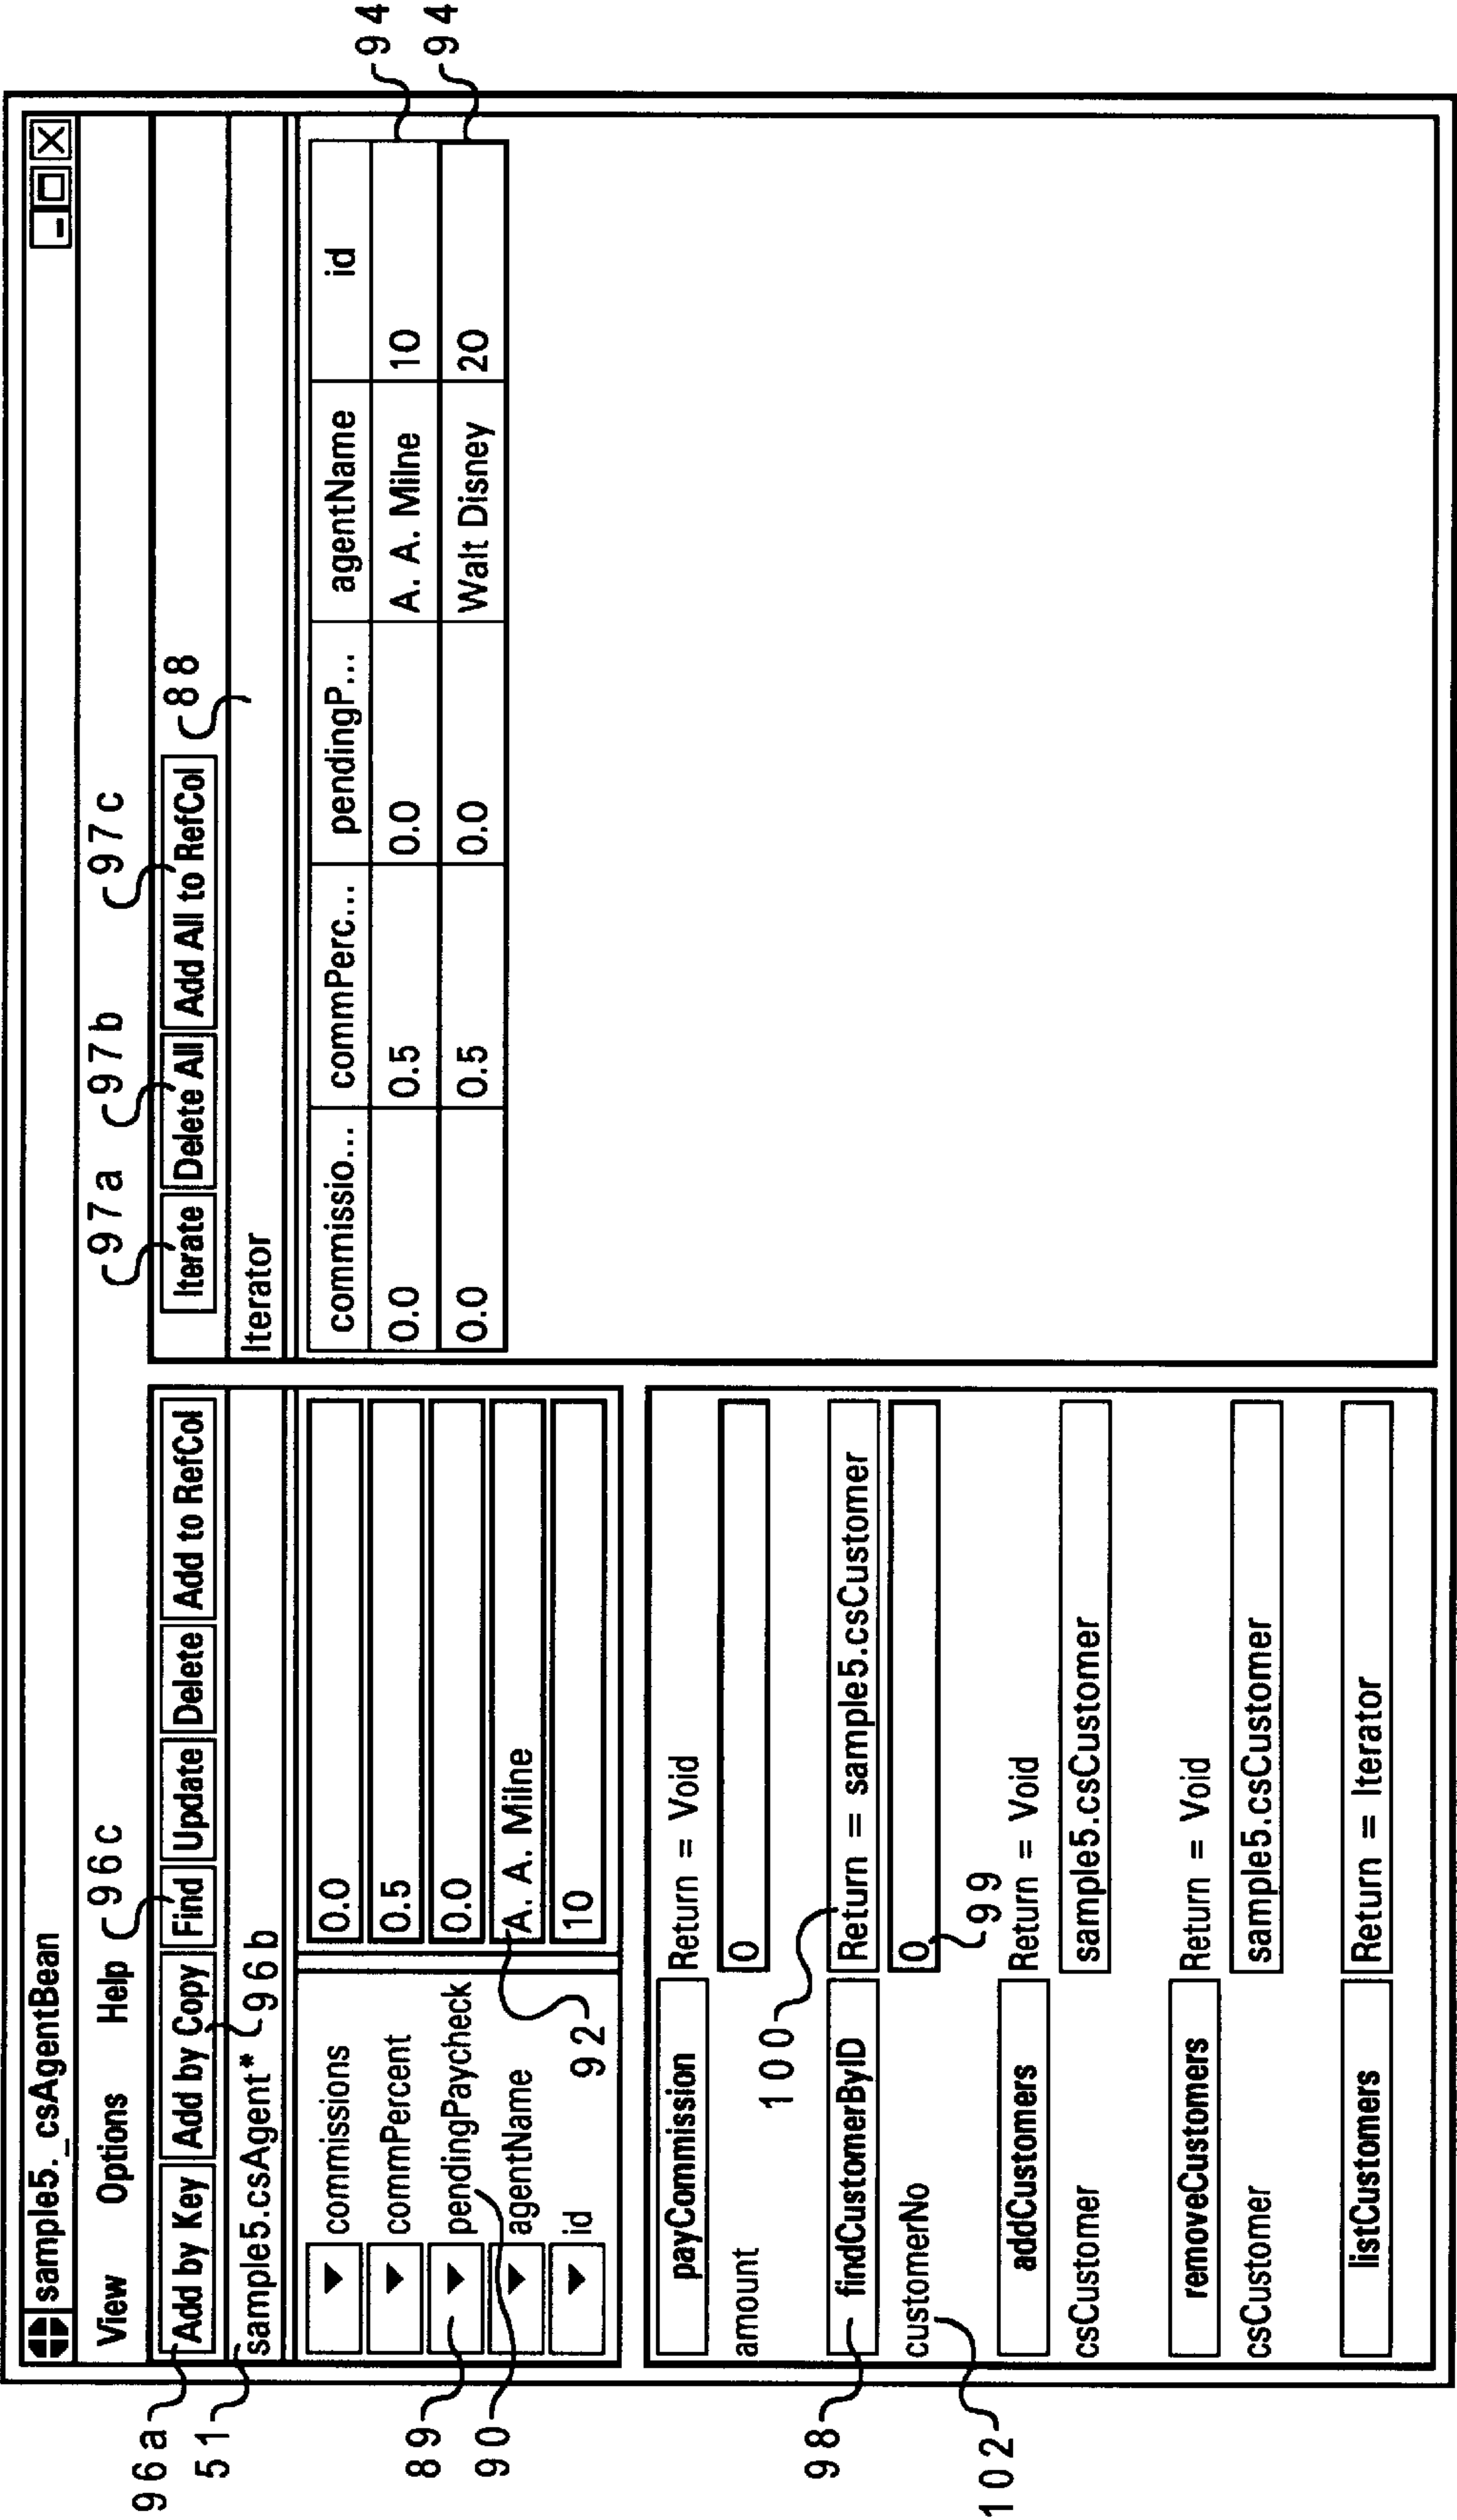 sample5._csAgentBean
View Options Help
96c
97a
97b
97c
96a
Add by Key
Add by Copy
Find
Update
Delete
Add to RefCol
Iterate
Delete All
Add All to RefCol
88
51
sample5.csAgent*
96b
Iterator
commissions
0.0
commPercent
0.5
89
pendingPaycheck
0.0
90
agentName
A. A. Milne
id
10
92
commissio... commPerc... pendingP... agentName id
0.0 0.5 0.0 A. A. Milne 10
94
0.0 0.5 0.0 Walt Disney 20
94
payCommission
Return = Void
amount
0
100
98
findCustomerByID
Return = sample5.csCustomer
customerNo
0
99
102
addCustomers
Return = Void
csCustomer
sample5.csCustomer
removeCustomers
Return = Void
csCustomer
sample5.csCustomer
listCustomers
Return = Iterator